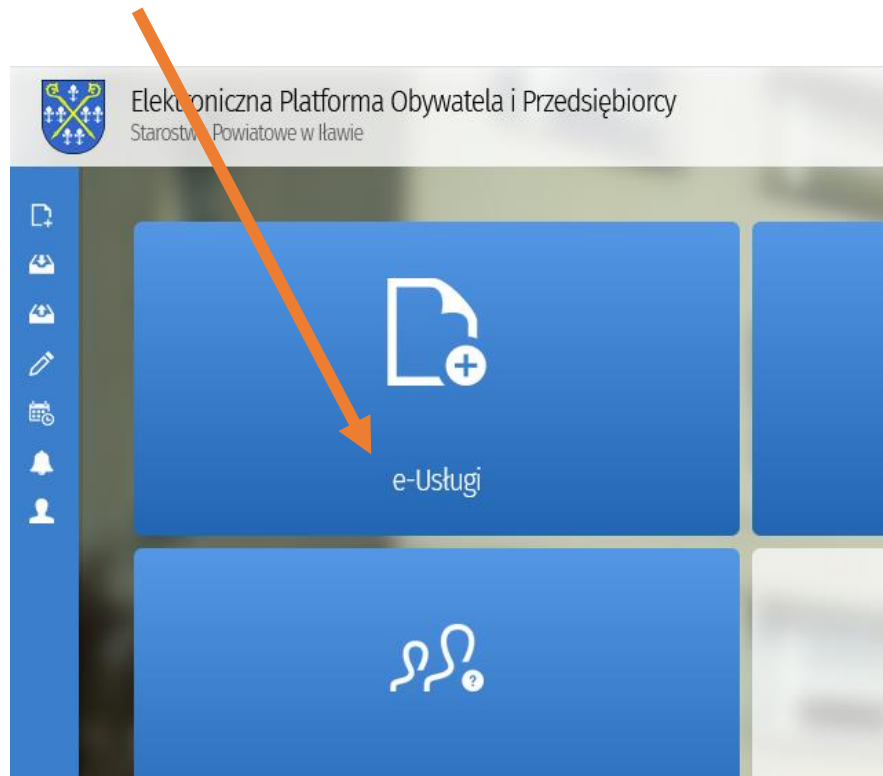 Elektroniczna Platforma Obywatela i Przedsiębiorcy
Starostwo Powiatowe w Iławie
e-Usługi